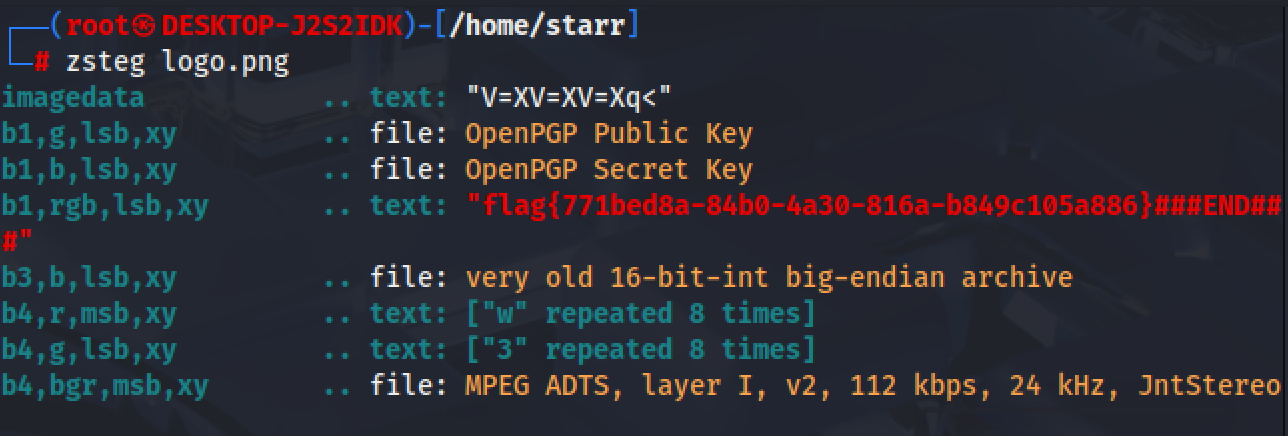 ┌──(root㉿DESKTOP-J2S2IDK)-[/home/starr]
└─# zsteg logo.png
imagedata           .. text: "V=XV=XV=Xq<"
b1,g,lsb,xy         .. file: OpenPGP Public Key
b1,b,lsb,xy         .. file: OpenPGP Secret Key
b1,rgb,lsb,xy       .. text: "flag{771bed8a-84b0-4a30-816a-b849c105a886}###END##
#"
b3,b,lsb,xy         .. file: very old 16-bit-int big-endian archive
b4,r,msb,xy         .. text: ["w" repeated 8 times]
b4,g,lsb,xy         .. text: ["3" repeated 8 times]
b4,bgr,msb,xy       .. file: MPEG ADTS, layer I, v2, 112 kbps, 24 kHz, JntStereo